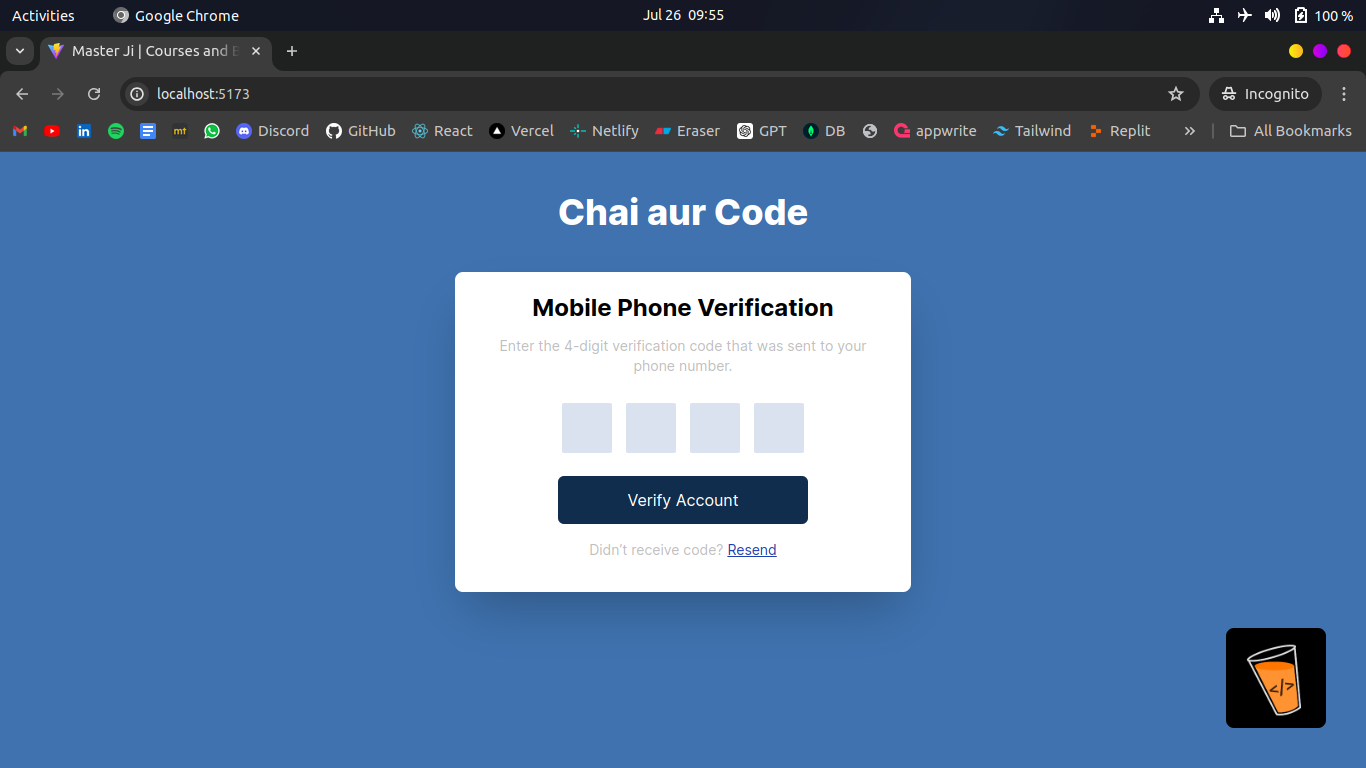 Activities Google Chrome Jul 26 09:55 100 %
Master Ji | Courses and E
localhost:5173 Incognito
mt Discord GitHub React Vercel Netlify Eraser GPT DB appwrite Tailwind Replit » All Bookmarks
Chai aur Code
Mobile Phone Verification
Enter the 4-digit verification code that was sent to your
phone number.
Verify Account
Didn’t receive code? Resend
</>